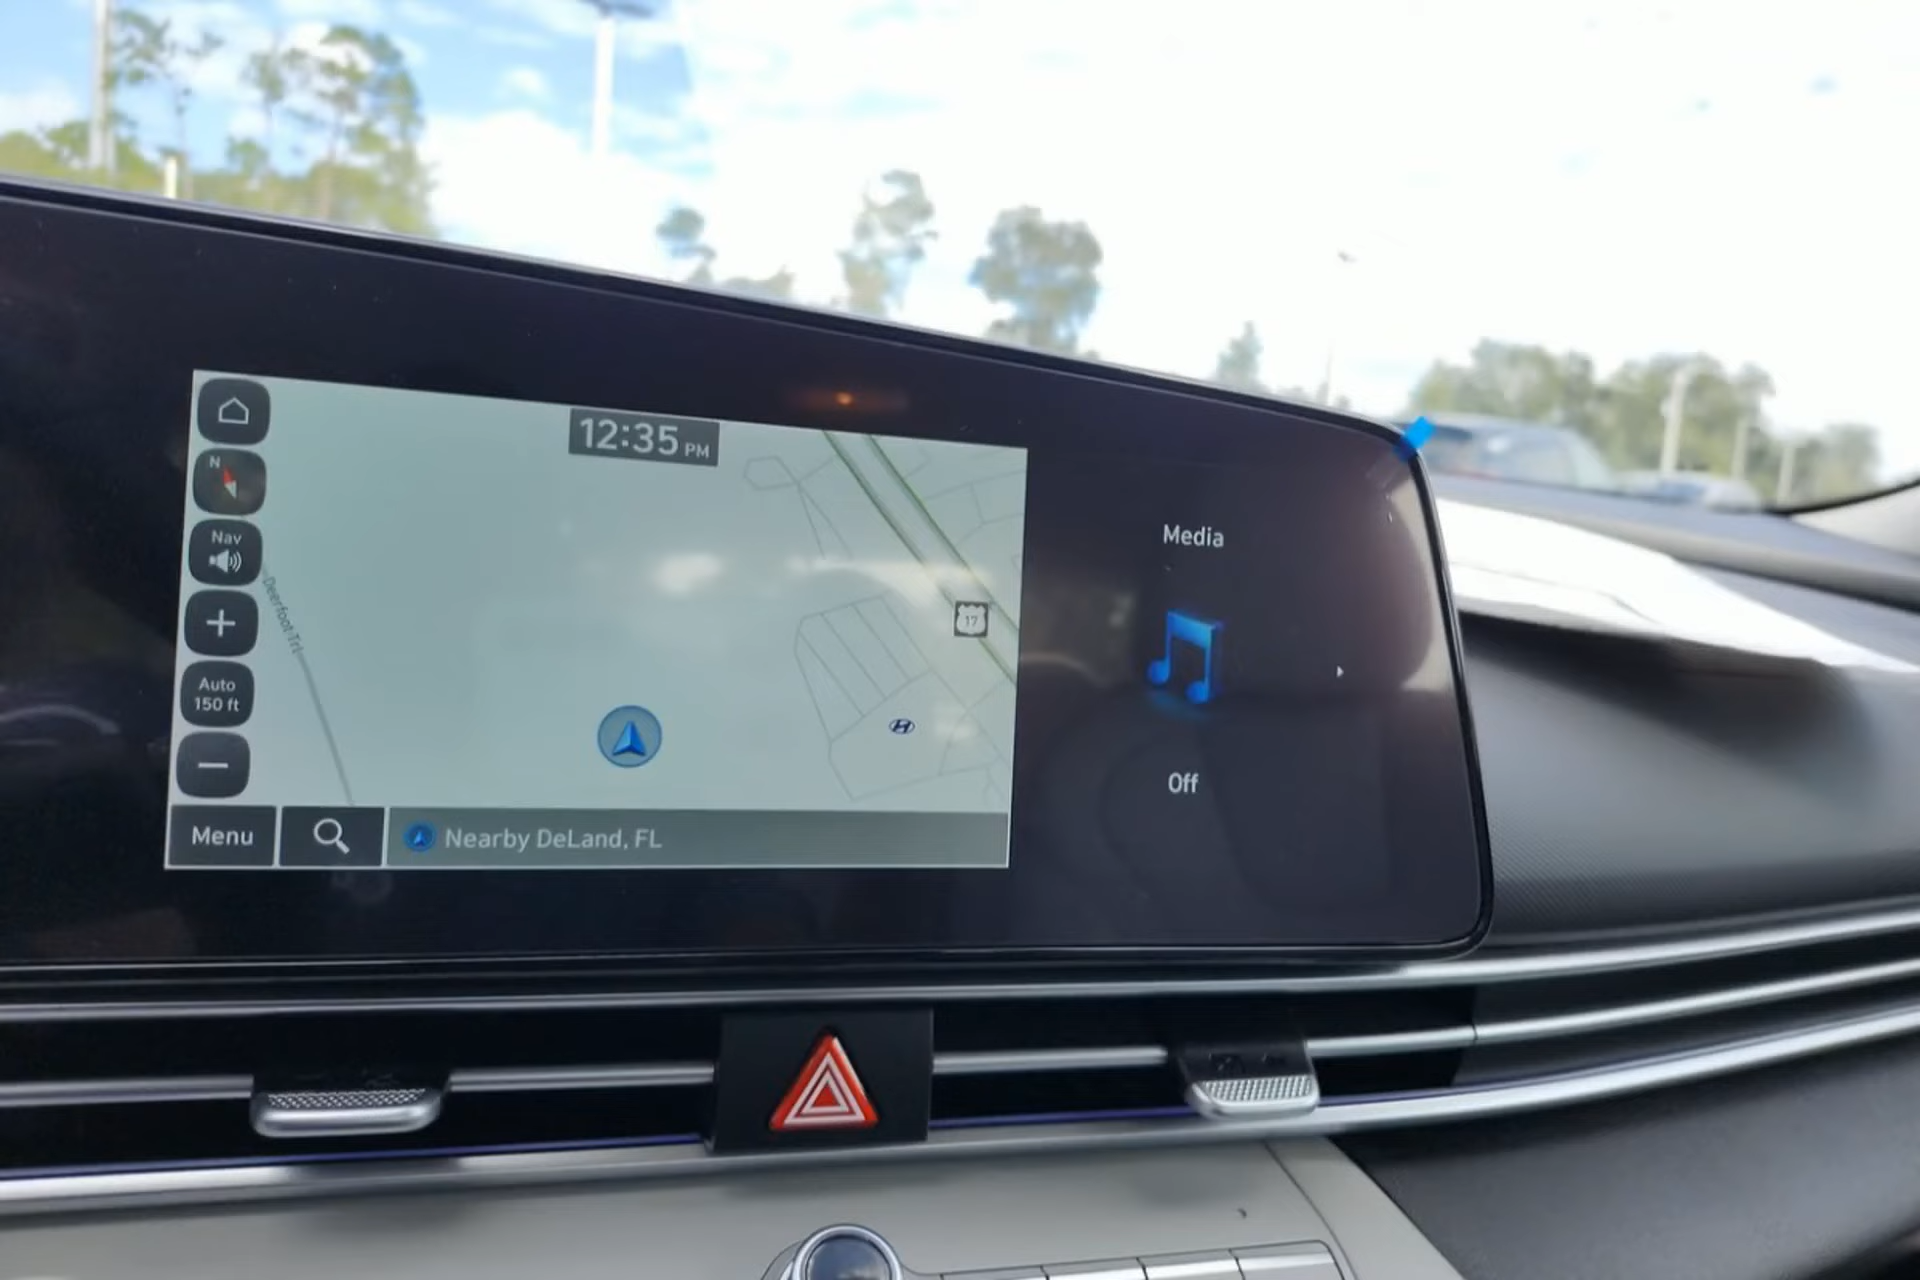 12:35 PM
N
Nav
Deerfoot Trl
17
Auto
150 ft
Menu
Nearby DeLand, FL
Media
Off